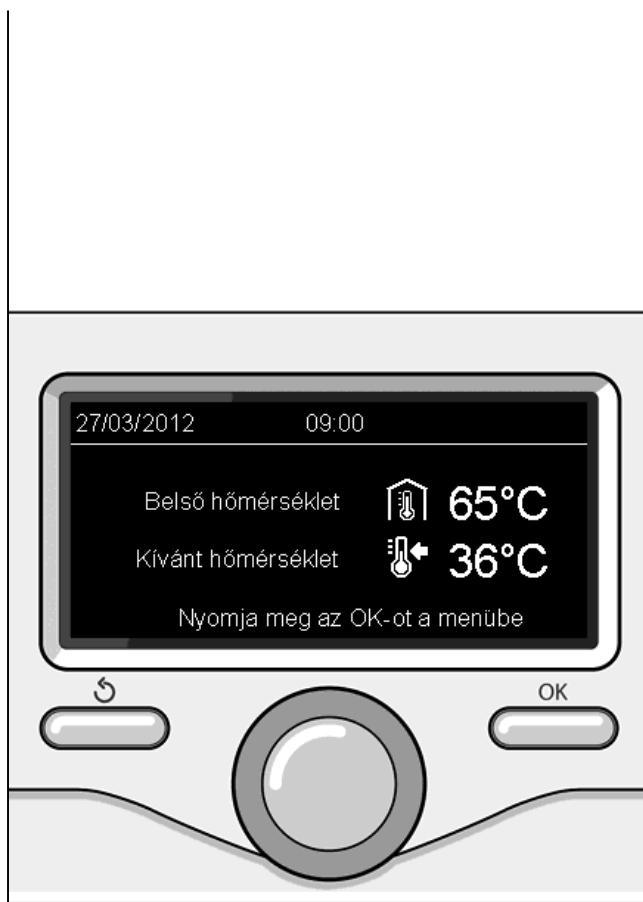 27/03/2012 09:00
Belső hőmérséklet 65°C
Kívánt hőmérséklet 36°C
Nyomja meg az OK-ot a menübe
OK